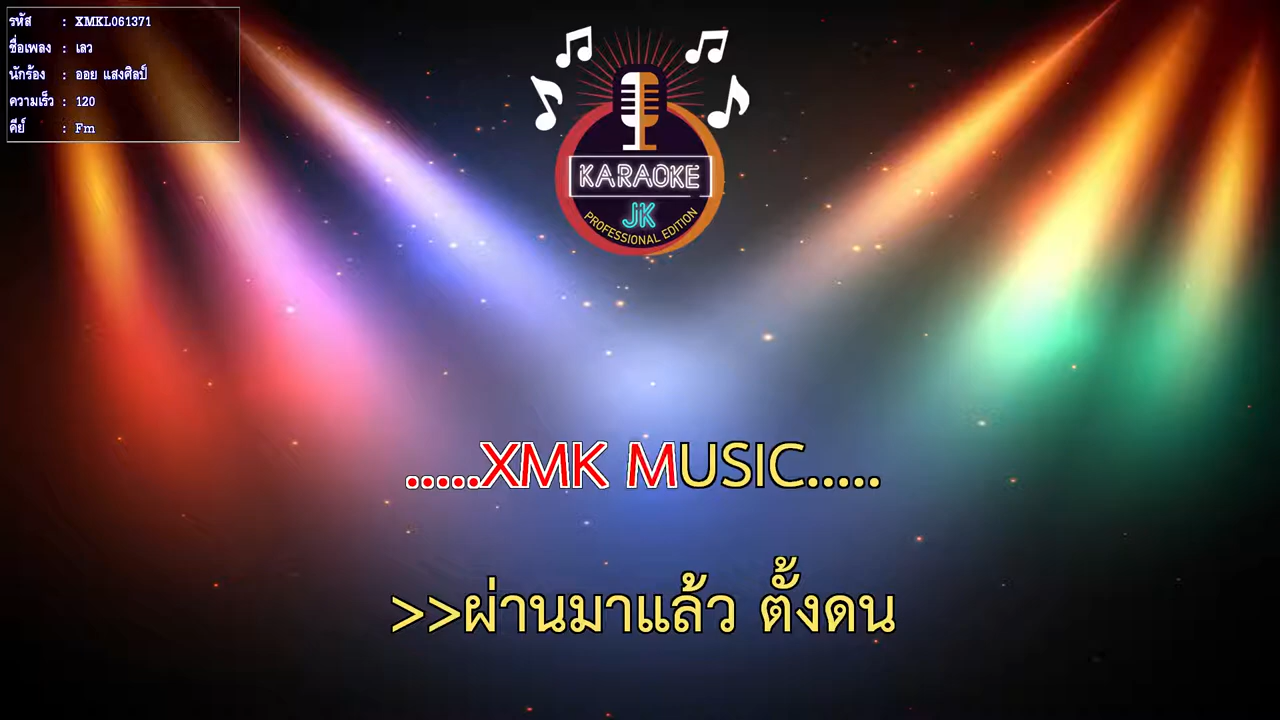 รหัส : XMKL061371
ชื่อเพลง : เลว
นักร้อง : ออย แสงศิลป์
ความเร็ว : 120
คีย์ : Fm
KARAOKE
JK
PROFESSIONAL EDITION
.....XMK MUSIC.....
>>ผ่านมาแล้ว ตั้งดน